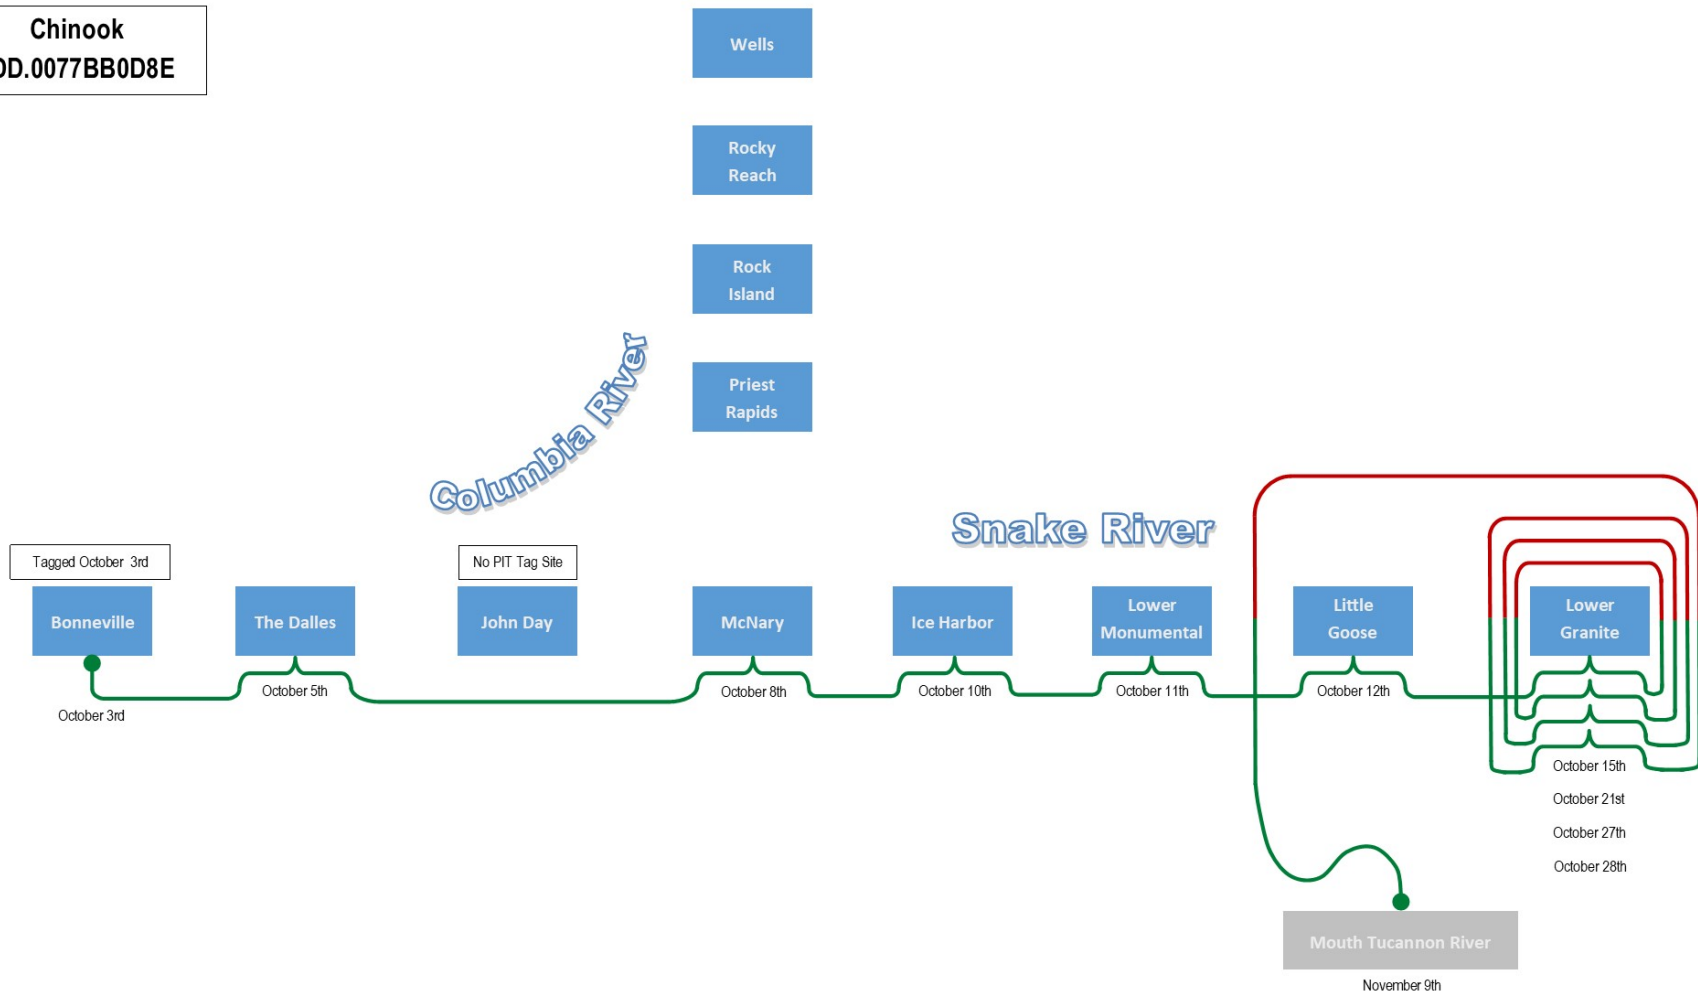 Chinook
DD.0077BB0D8E
Wells
Rocky
Reach
Rock
Island
Priest
Rapids
Columbia River
Snake River
Tagged October 3rd
No PIT Tag Site
Bonneville
The Dalles
John Day
McNary
Ice Harbor
Lower
Monumental
Little
Goose
Lower
Granite
October 3rd
October 5th
October 8th
October 10th
October 11th
October 12th
October 15th
October 21st
October 27th
October 28th
Mouth Tucannon River
November 9th